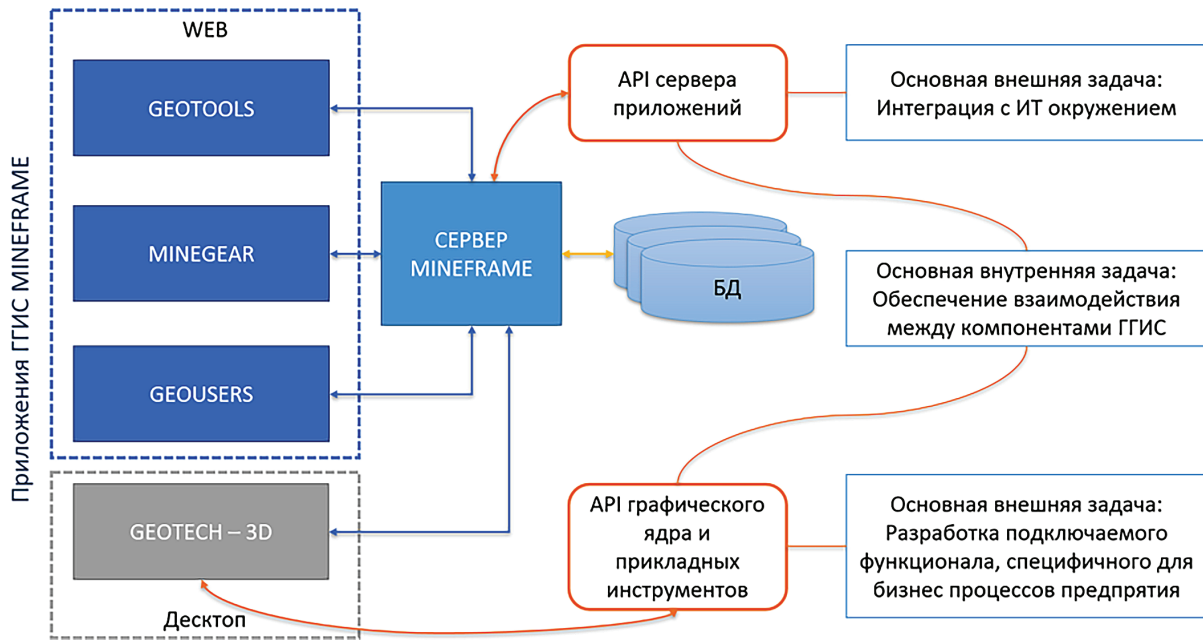 Приложения ГГИС MINEFRAME
WEB
GEOTOOLS
MINEGEAR
GEOUSERS
GEOTECH – 3D
Десктоп
СЕРВЕР
MINEFRAME
БД
API сервера
приложений
Основная внешняя задача:
Интеграция с ИТ окружением
Основная внутренняя задача:
Обеспечение взаимодействия
между компонентами ГГИС
API графического
ядра и
прикладных
инструментов
Основная внешняя задача:
Разработка подключаемого
функционала, специфичного для
бизнес процессов предпрятия